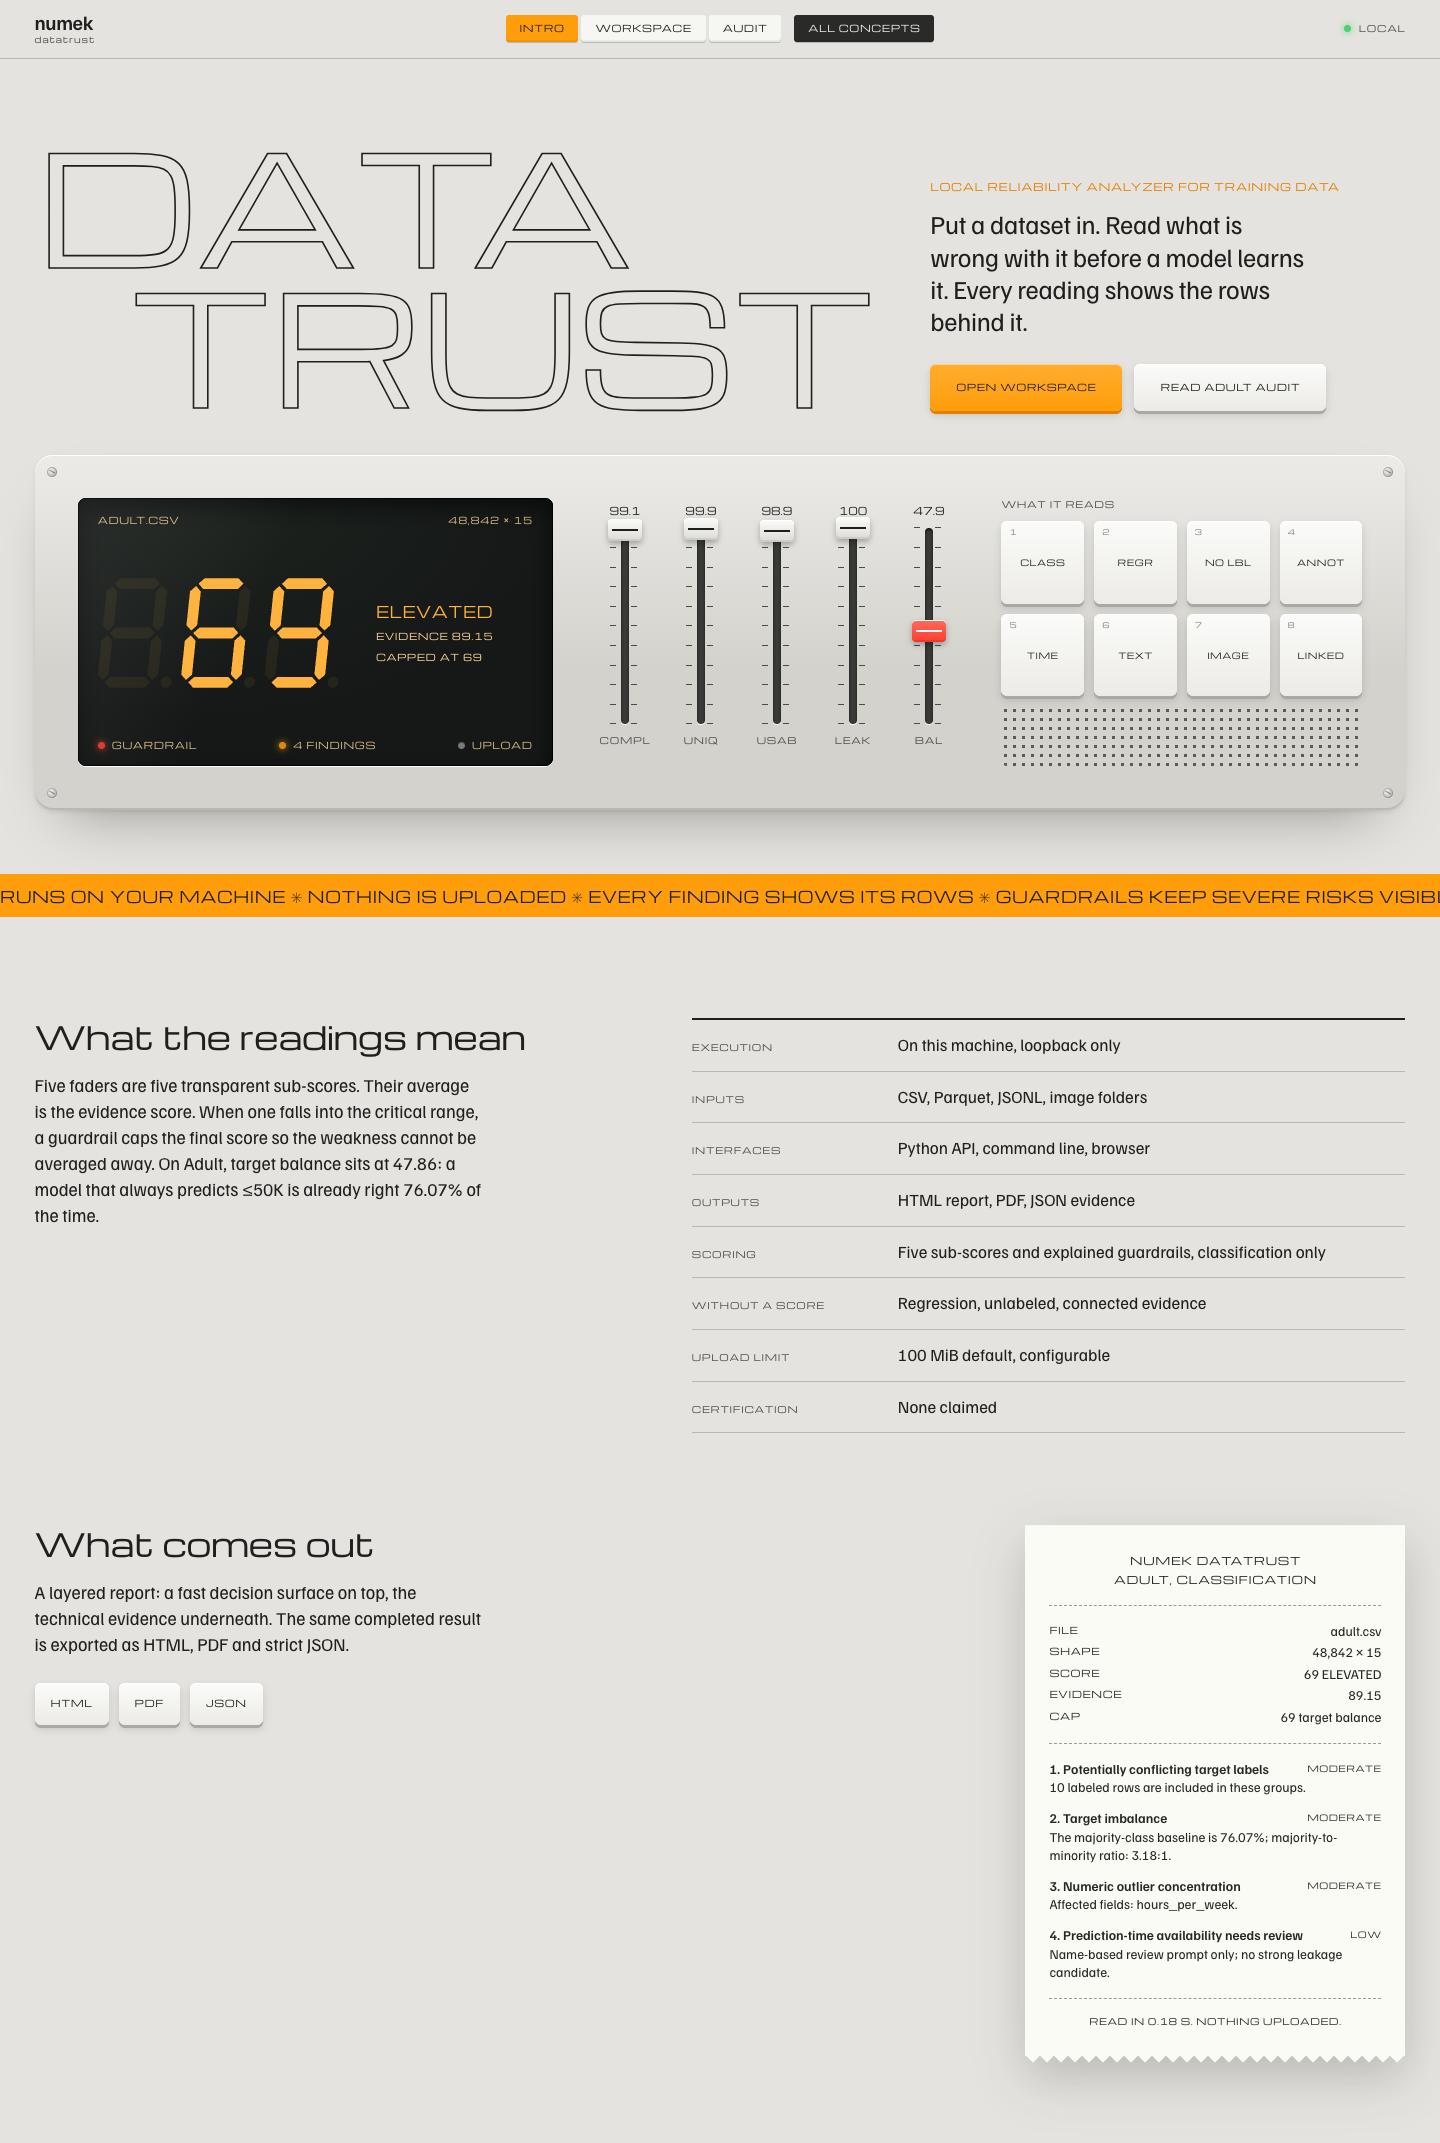 numek
datatrust
INTRO
WORKSPACE
AUDIT
ALL CONCEPTS
LOCAL
DATA
TRUST
LOCAL RELIABILITY ANALYZER FOR TRAINING DATA
Put a dataset in. Read what is
wrong with it before a model learns
it. Every reading shows the rows
behind it.
OPEN WORKSPACE
READ ADULT AUDIT
ADULT.CSV
48,842 × 15
69
ELEVATED
EVIDENCE 89.15
CAPPED AT 69
GUARDRAIL
4 FINDINGS
UPLOAD
99.1
99.9
98.9
100
47.9
COMPL
UNIQ
USAB
LEAK
BAL
WHAT IT READS
1
CLASS
2
REGR
3
NO LBL
4
ANNOT
5
TIME
6
TEXT
7
IMAGE
8
LINKED
RUNS ON YOUR MACHINE ✳ NOTHING IS UPLOADED ✳ EVERY FINDING SHOWS ITS ROWS ✳ GUARDRAILS KEEP SEVERE RISKS VISIB
What the readings mean
Five faders are five transparent sub-scores. Their average
is the evidence score. When one falls into the critical range,
a guardrail caps the final score so the weakness cannot be
averaged away. On Adult, target balance sits at 47.86: a
model that always predicts ≤50K is already right 76.07% of
the time.
EXECUTION
On this machine, loopback only
INPUTS
CSV, Parquet, JSONL, image folders
INTERFACES
Python API, command line, browser
OUTPUTS
HTML report, PDF, JSON evidence
SCORING
Five sub-scores and explained guardrails, classification only
WITHOUT A SCORE
Regression, unlabeled, connected evidence
UPLOAD LIMIT
100 MiB default, configurable
CERTIFICATION
None claimed
What comes out
A layered report: a fast decision surface on top, the
technical evidence underneath. The same completed result
is exported as HTML, PDF and strict JSON.
HTML
PDF
JSON
NUMEK DATATRUST
ADULT, CLASSIFICATION
FILE adult.csv
SHAPE 48,842 × 15
SCORE 69 ELEVATED
EVIDENCE 89.15
CAP 69 target balance
1. Potentially conflicting target labels MODERATE
10 labeled rows are included in these groups.
2. Target imbalance MODERATE
The majority-class baseline is 76.07%; majority-to-
minority ratio: 3.18:1.
3. Numeric outlier concentration MODERATE
Affected fields: hours_per_week.
4. Prediction-time availability needs review LOW
Name-based review prompt only; no strong leakage
candidate.
READ IN 0.18 S. NOTHING UPLOADED.